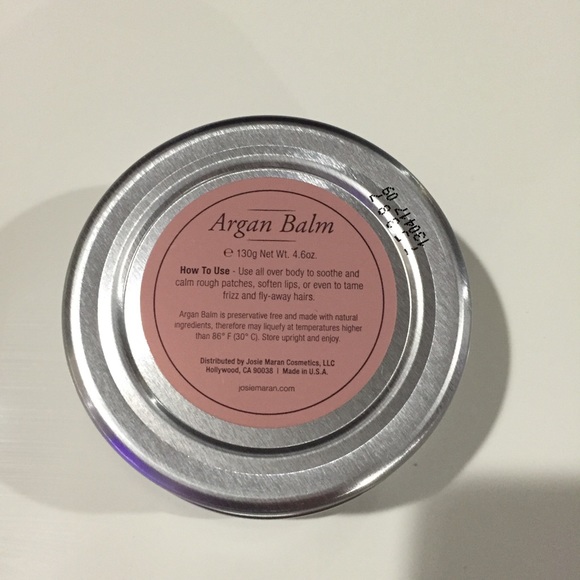 Argan Balm
℮ 130g Net Wt. 4.6oz.
How To Use - Use all over body to soothe and
calm rough patches, soften lips, or even to tame
frizz and fly-away hairs.
Argan Balm is preservative free and made with natural
ingredients, therefore may liquefy at temperatures higher
than 86° F (30° C). Store upright and enjoy.
Distributed by Josie Maran Cosmetics, LLC
Hollywood, CA 90038 | Made in U.S.A.
josiemaran.com
130417 09